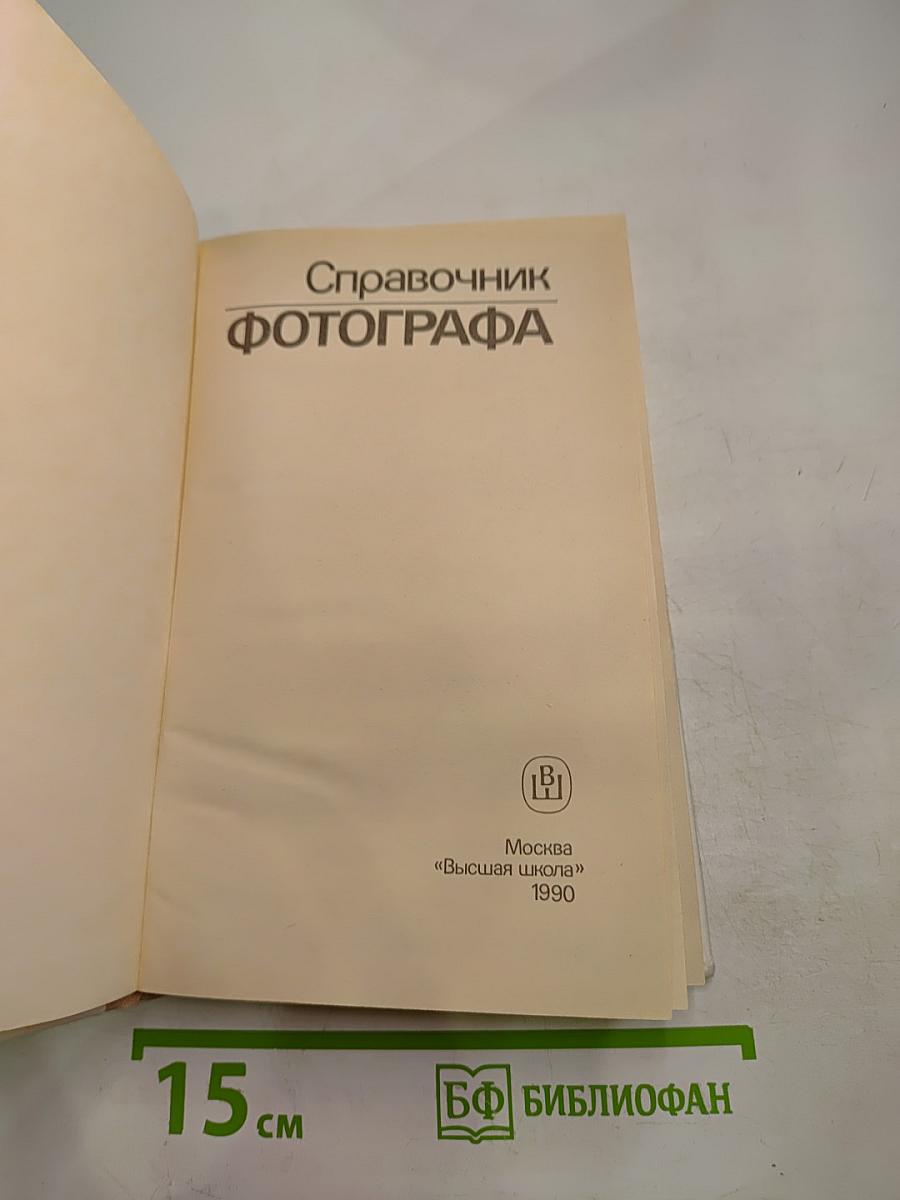 Справочник
ФОТОГРАФА
ВШ
Москва
«Высшая школа»
1990
15 см
БФ БИБЛИОФАН